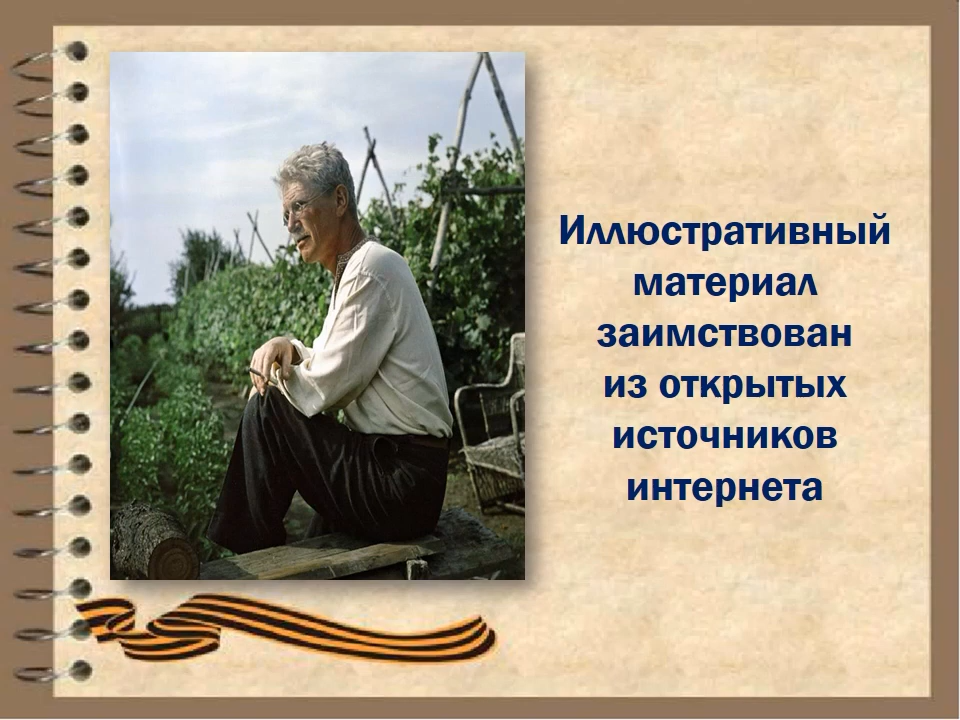 Иллюстративный
материал
заимствован
из открытых
источников
интернета